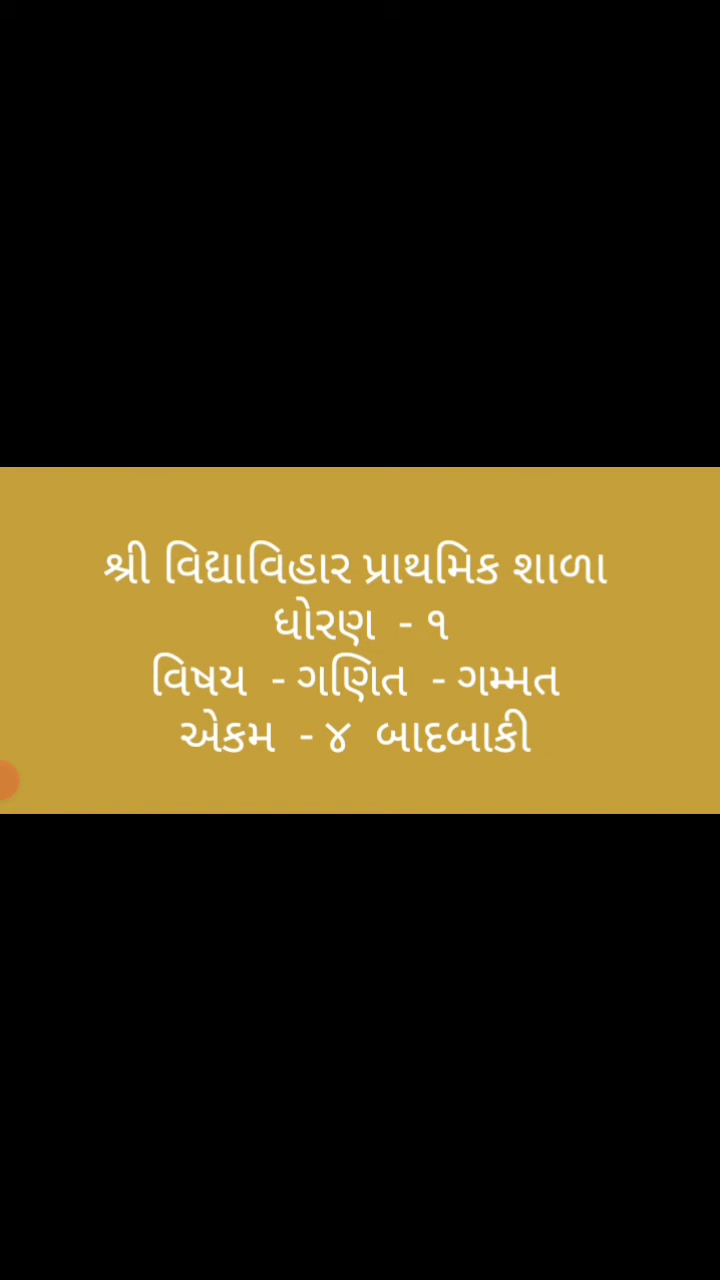 શ્રી વિદ્યાવિહાર પ્રાથમિક શાળા
ધોરણ - ૧
વિષય - ગણિત - ગમ્મત
એકમ - ૪ બાદબાકી